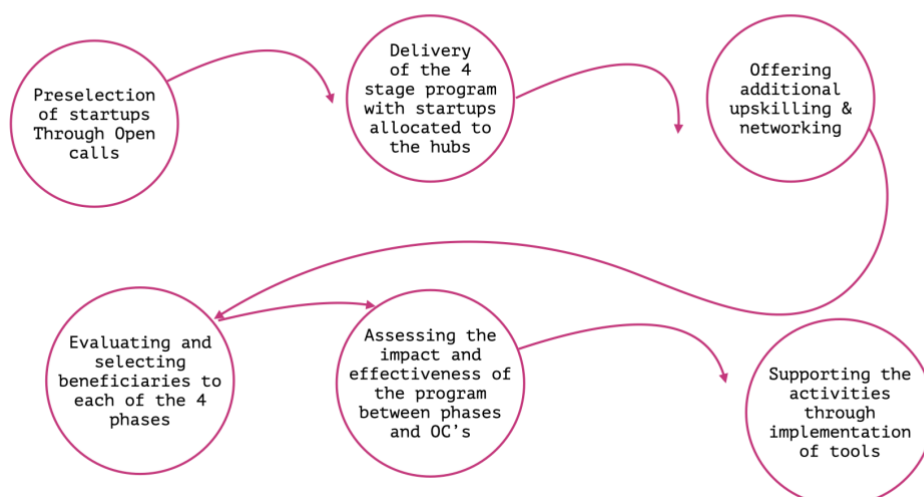 Preselection
of startups
Through Open
calls
Delivery
of the 4
stage program
with startups
allocated to
the hubs
Offering
additional
upskilling &
networking
Evaluating and
selecting
beneficiaries to
each of the 4
phases
Assessing the
impact and
effectiveness of
the program
between phases
and OC's
Supporting the
activities
through
implementation
of tools